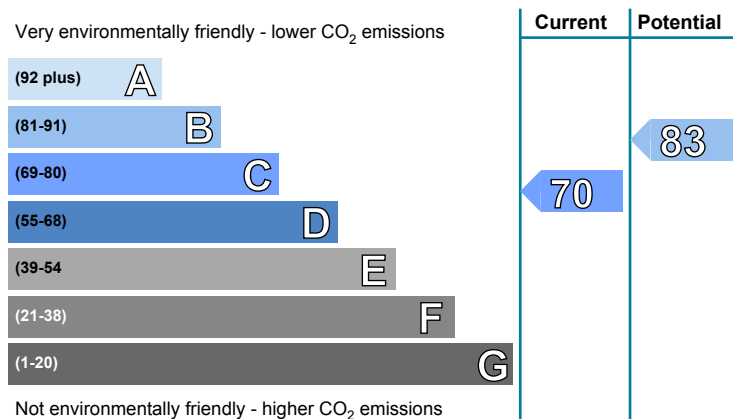 Current Potential
Very environmentally friendly - lower CO₂ emissions
(92 plus) A
(81-91) B
83
(69-80) C
70
(55-68) D
(39-54 E
(21-38) F
(1-20) G
Not environmentally friendly - higher CO₂ emissions